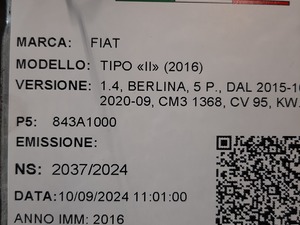 MARCA: FIAT
MODELLO: TIPO «II» (2016)
VERSIONE: 1.4, BERLINA, 5 P., DAL 2015-10
2020-09, CM3 1368, CV 95, KW
P5: 843A1000
EMISSIONE:
NS: 2037/2024
DATA:10/09/2024 11:01:00
ANNO IMM: 2016